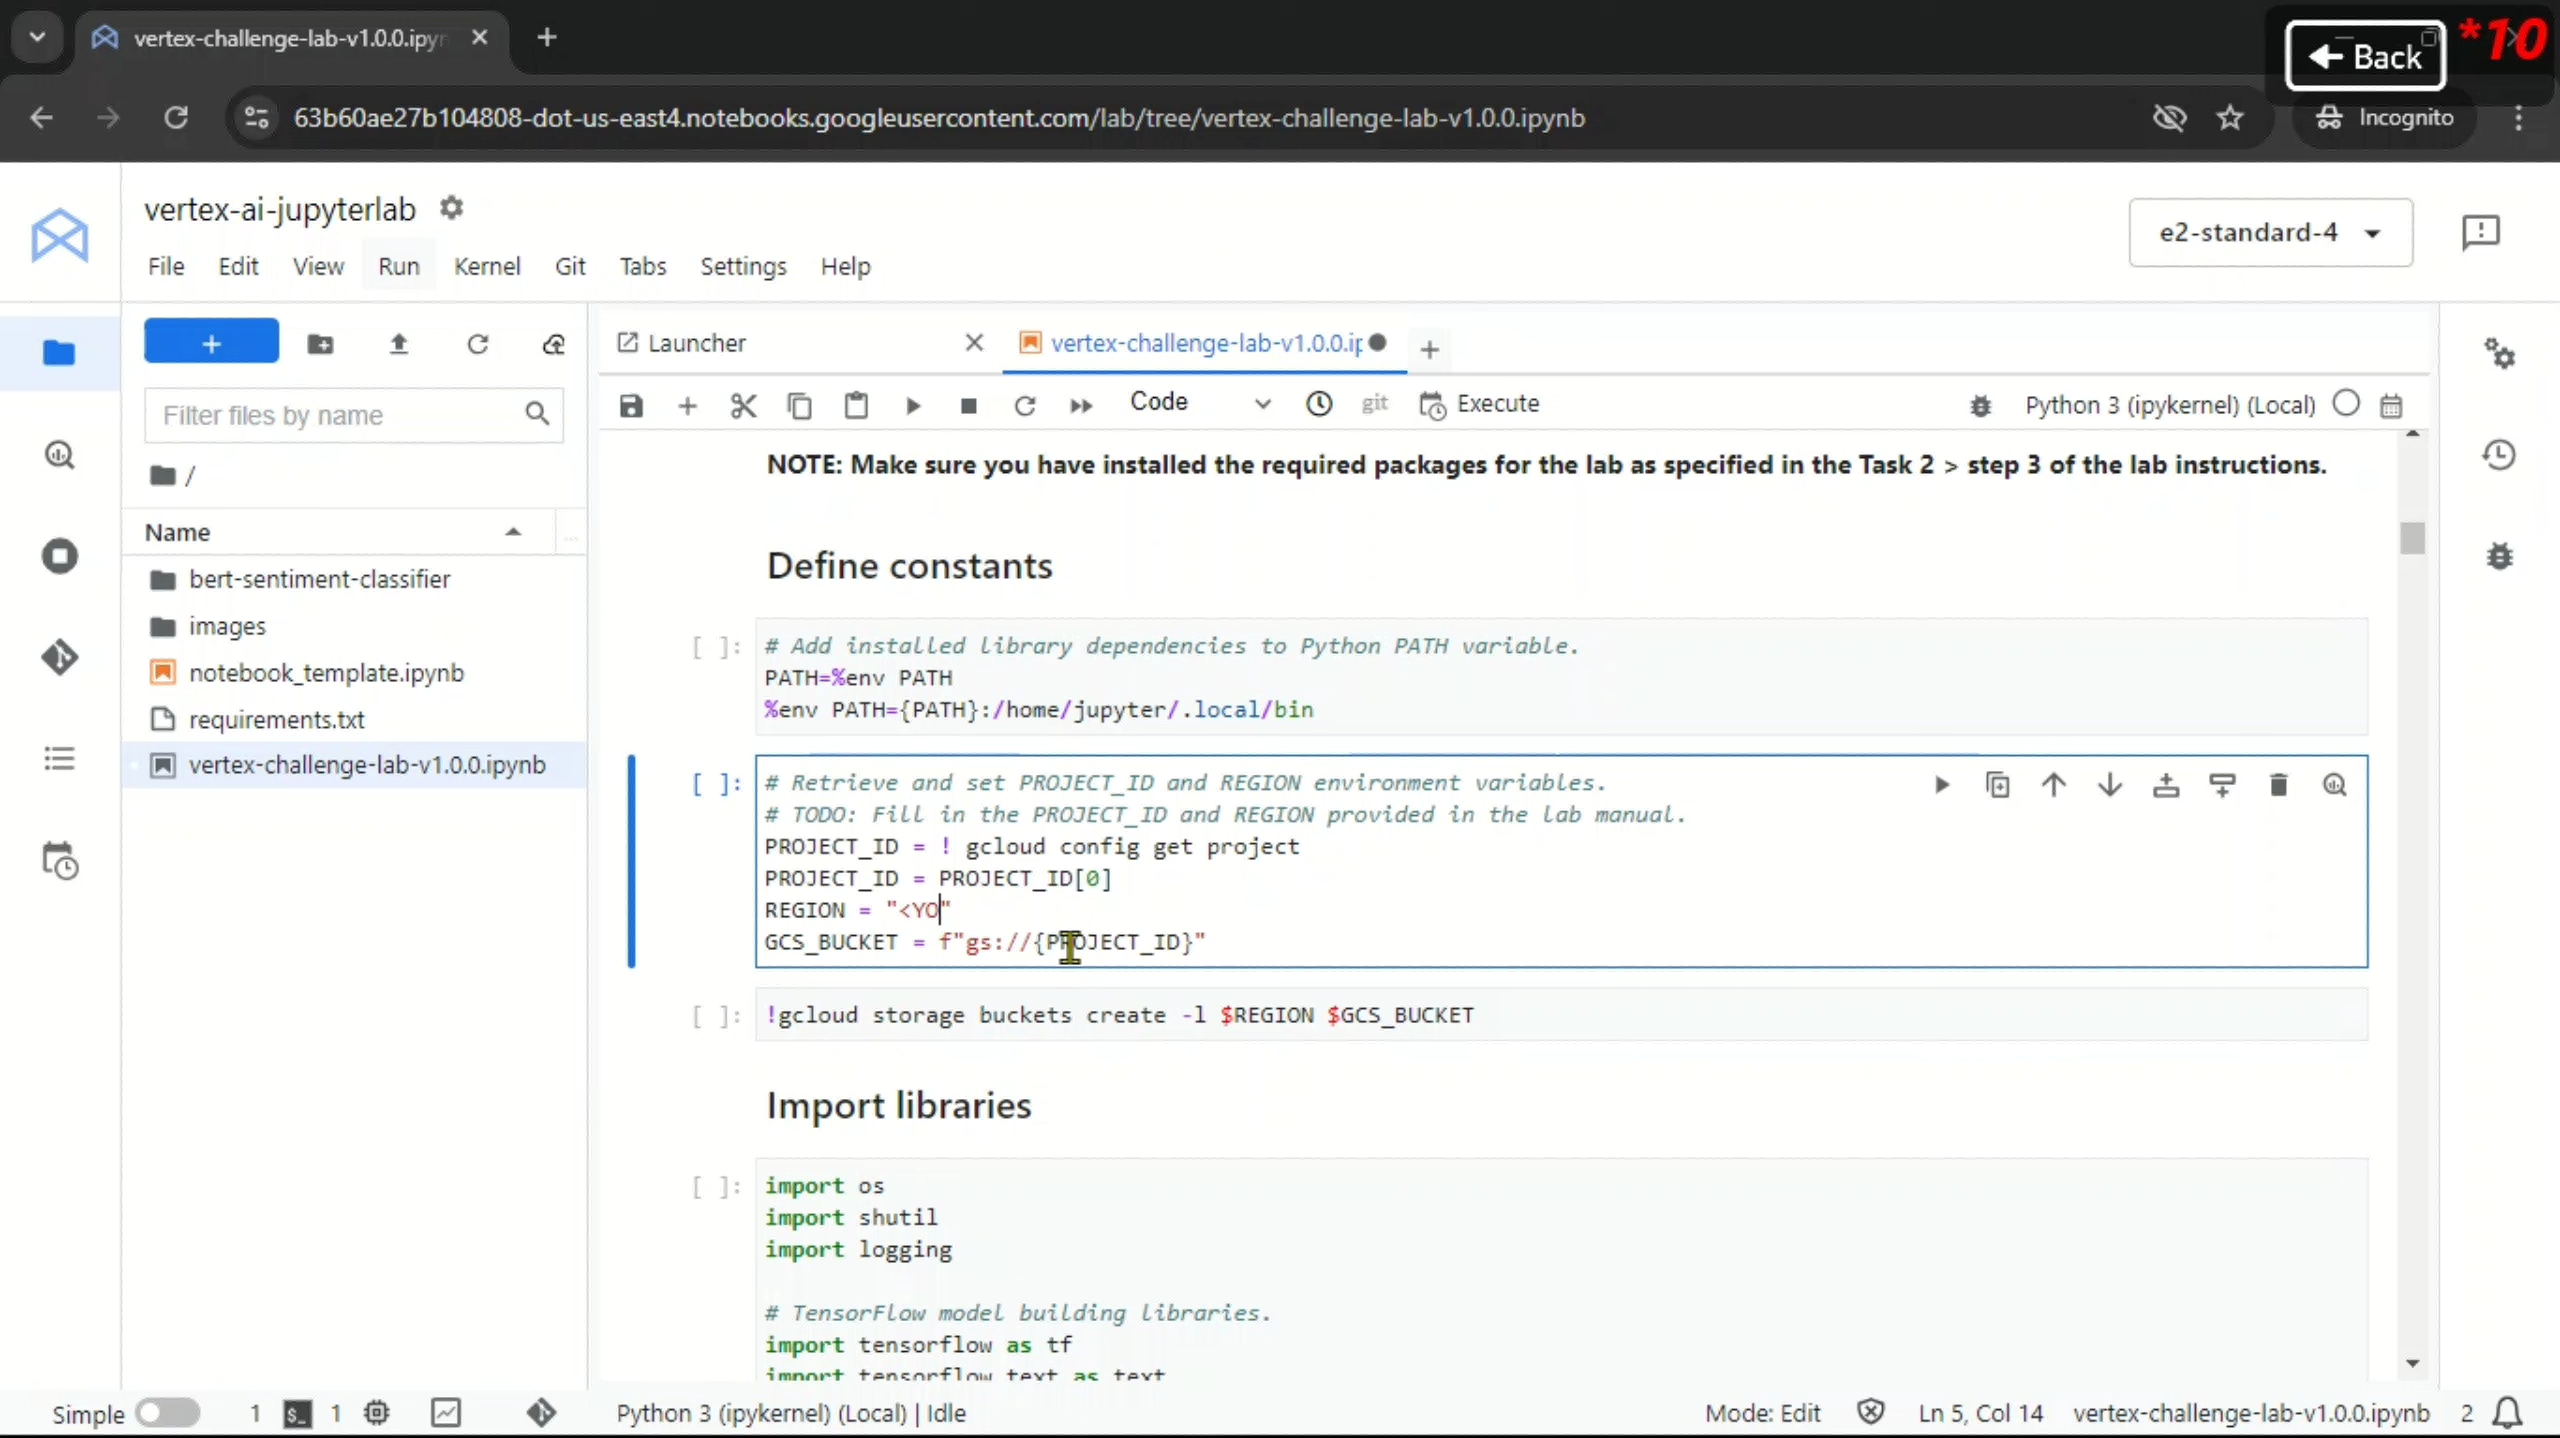 vertex-challenge-lab-v1.0.0.ipyn
Back
*10
63b60ae27b104808-dot-us-east4.notebooks.googleusercontent.com/lab/tree/vertex-challenge-lab-v1.0.0.ipynb
Incognito
vertex-ai-jupyterlab
e2-standard-4
File Edit View Run Kernel Git Tabs Settings Help
Launcher
vertex-challenge-lab-v1.0.0.ip
Code
git
Execute
Python 3 (ipykernel) (Local)
Filter files by name
/
Name
bert-sentiment-classifier
images
notebook_template.ipynb
requirements.txt
vertex-challenge-lab-v1.0.0.ipynb
NOTE: Make sure you have installed the required packages for the lab as specified in the Task 2 > step 3 of the lab instructions.
Define constants
[ ]: # Add installed library dependencies to Python PATH variable.
PATH=%env PATH
%env PATH={PATH}:/home/jupyter/.local/bin
[ ]: # Retrieve and set PROJECT_ID and REGION environment variables.
# TODO: Fill in the PROJECT_ID and REGION provided in the lab manual.
PROJECT_ID = ! gcloud config get project
PROJECT_ID = PROJECT_ID[0]
REGION = "<YO"
GCS_BUCKET = f"gs://{PROJECT_ID}"
[ ]: !gcloud storage buckets create -l $REGION $GCS_BUCKET
Import libraries
[ ]: import os
import shutil
import logging
# TensorFlow model building libraries.
import tensorflow as tf
import tensorflow_text as text
Simple
1
$_
1
Python 3 (ipykernel) (Local) | Idle
Mode: Edit
Ln 5, Col 14
vertex-challenge-lab-v1.0.0.ipynb
2